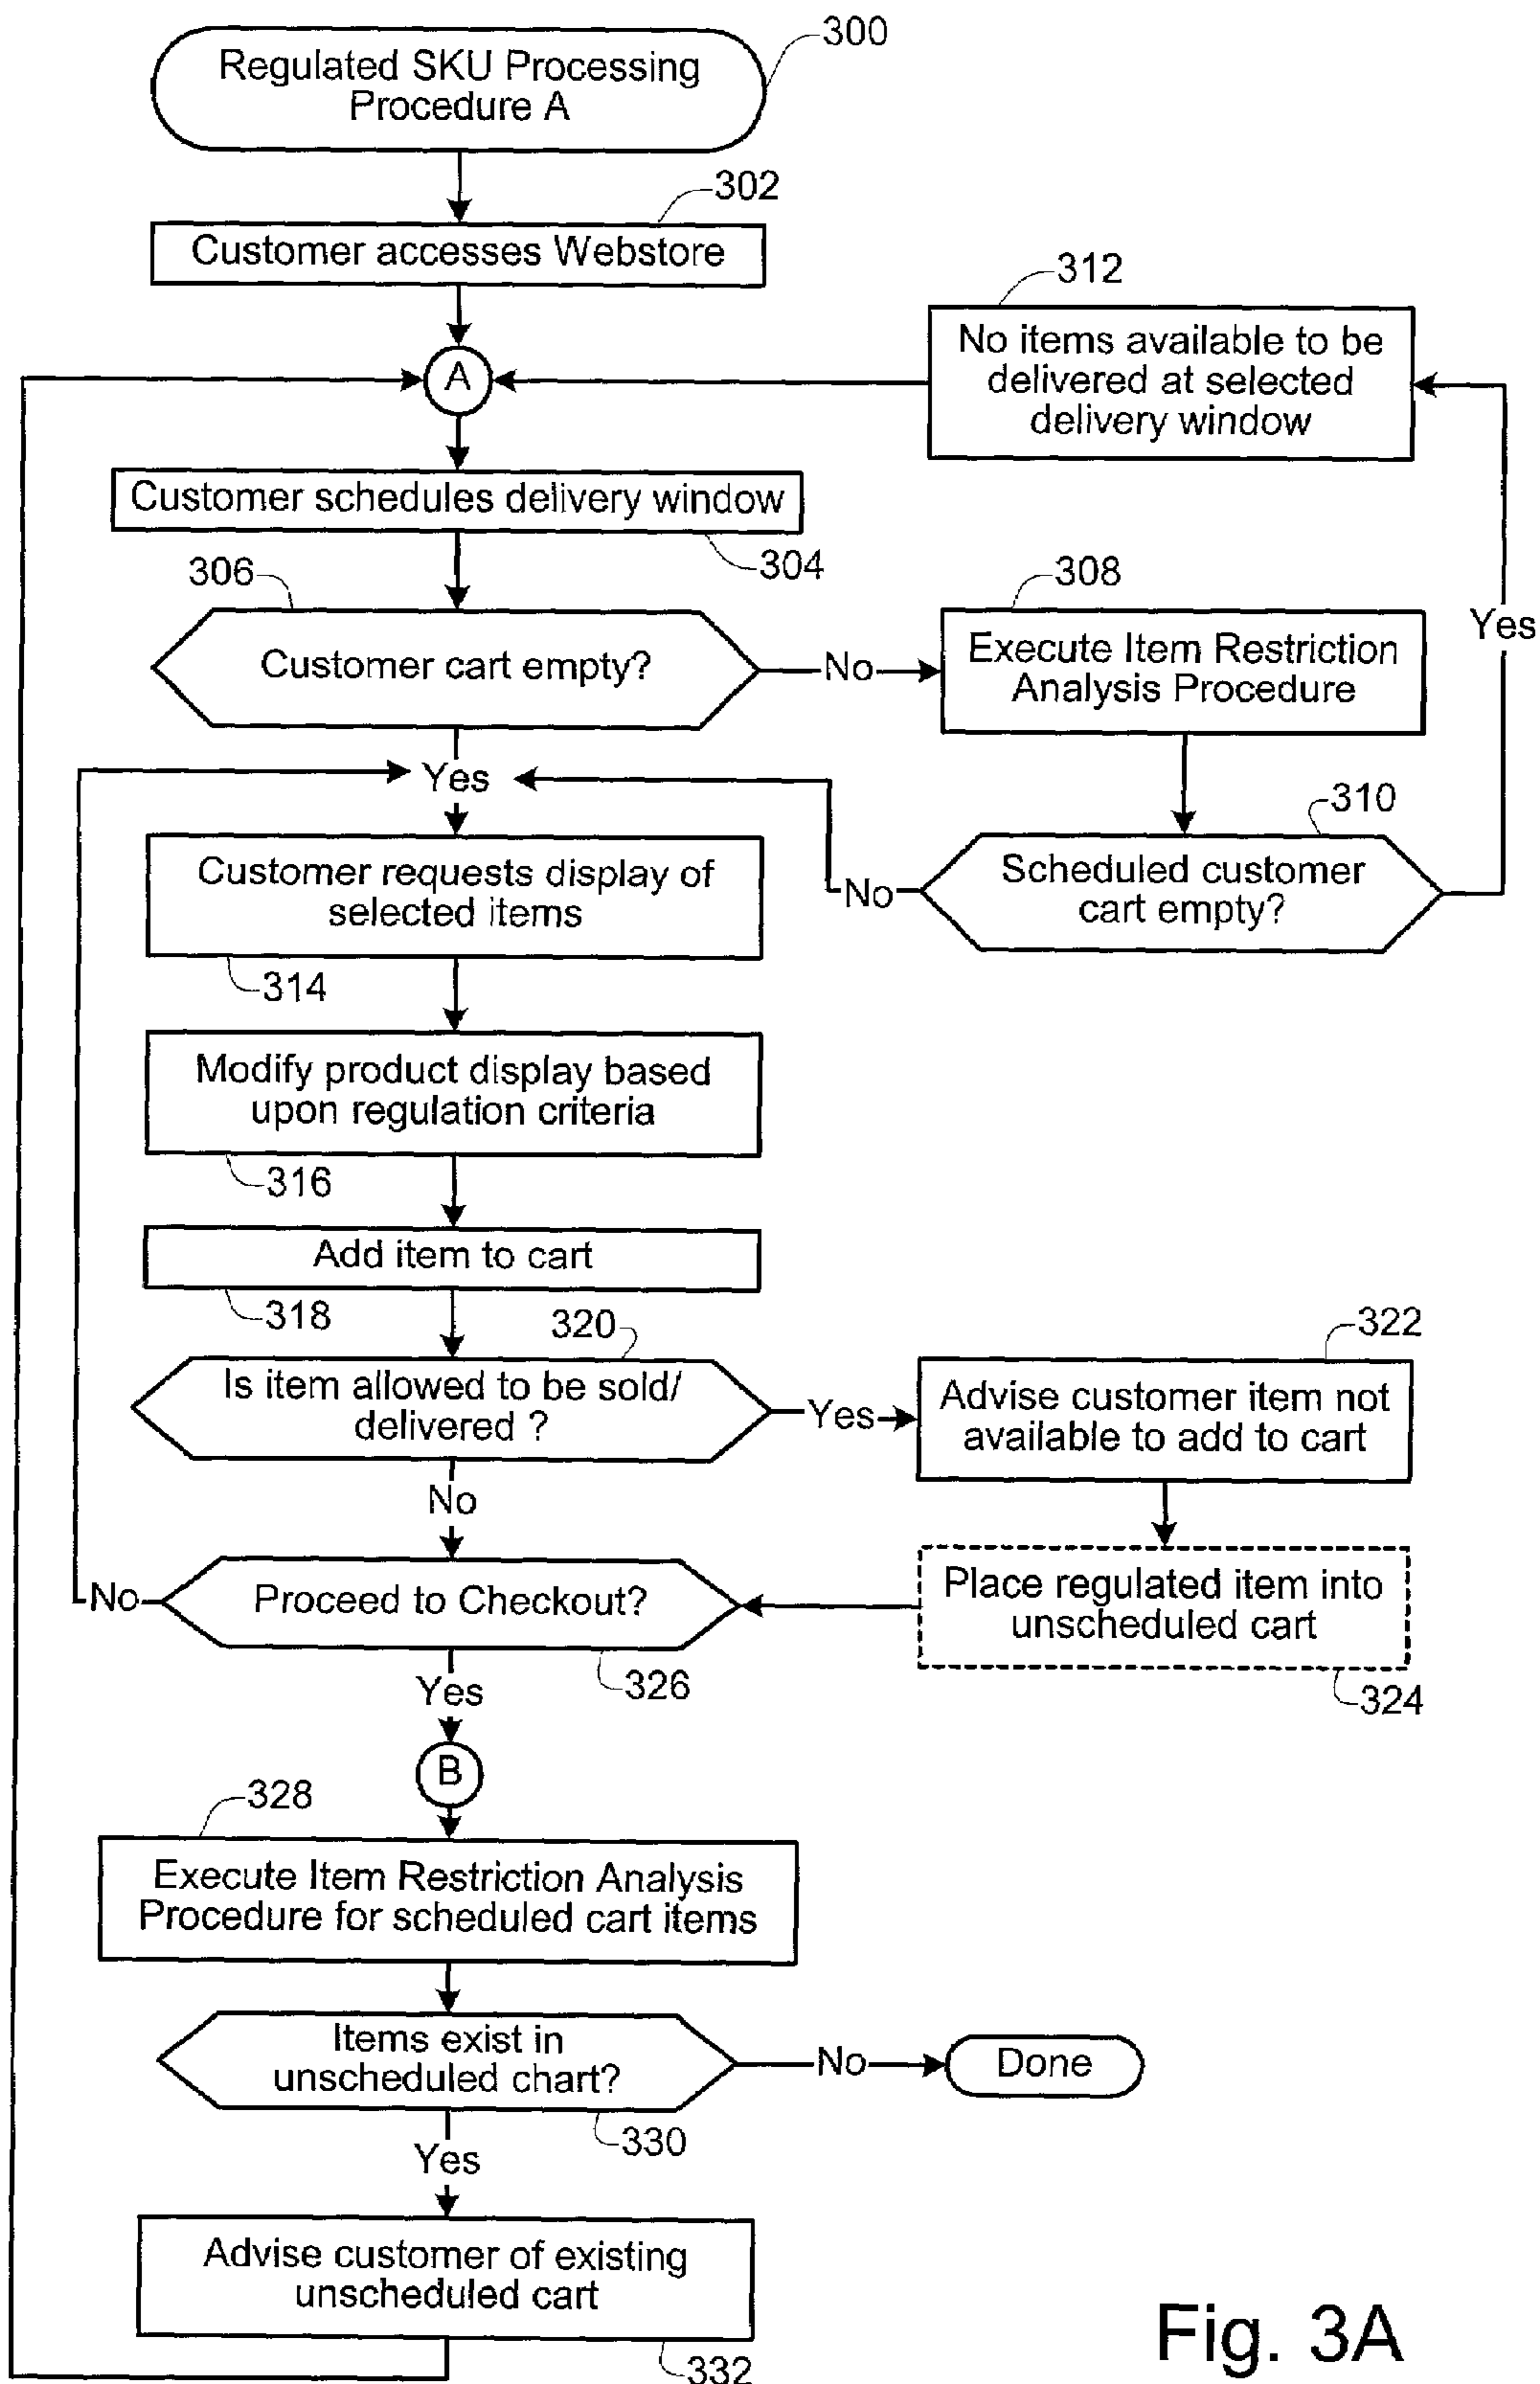 300
Regulated SKU Processing
Procedure A
302
Customer accesses Webstore
312
No items available to be
delivered at selected
delivery window
A
Customer schedules delivery window
304
306
Customer cart empty?
No
308
Execute Item Restriction
Analysis Procedure
Yes
Yes
310
Scheduled customer
cart empty?
No
Customer requests display of
selected items
314
Modify product display based
upon regulation criteria
316
Add item to cart
318
320
Is item allowed to be sold/
delivered ?
Yes
322
Advise customer item not
available to add to cart
No
Place regulated item into
unscheduled cart
324
Proceed to Checkout?
No
326
Yes
B
328
Execute Item Restriction Analysis
Procedure for scheduled cart items
Items exist in
unscheduled chart?
No
Done
330
Yes
Advise customer of existing
unscheduled cart
332
Fig. 3A